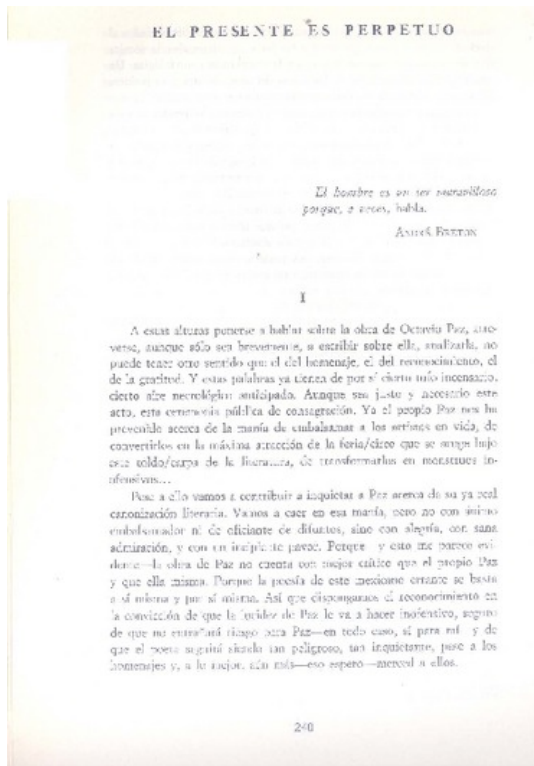 EL PRESENTE ES PERPETUO
El hombre es un ser maravilloso
porque, a veces, habla.
ANDRÉ BRETON
I
A estas alturas ponerse a hablar sobre la obra de Octavio Paz, atre-
verse, aunque sólo sea brevemente, a escribir sobre ella, analizarla, no
puede tener otro sentido que el del homenaje, el del reconocimiento, el
de la gratitud. Y estas palabras ya tienen de por sí cierto tufo incensario,
cierto aire necrológico anticipado. Aunque sea justo y necesario este
acto, esta ceremonia pública de consagración. Ya el propio Paz nos ha
prevenido acerca de la manía de embalsamar a los artistas en vida, de
convertirlos en la máxima atracción de la feria/circo que se monta bajo
este toldo/carpa de la literatura, de transformarlos en monstruos in-
ofensivos...
Pese a ello vamos a contribuir a inquietar a Paz acerca de su ya real
canonización literaria. Vamos a caer en esa manía, pero no con ánimo
embalsamador ni de oficiante de difuntos, sino con alegría, con sana
admiración, y con un incipiente pavor. Porque—y esto me parece evi-
dente—la obra de Paz no cuenta con mejor crítico que el propio Paz
y que ella misma. Porque la poesía de este mexicano errante se basta
a sí misma y por sí misma. Así que dispongamos el reconocimiento en
la convicción de que la lucidez de Paz le va a hacer inofensivo, seguro
de que no entrañará riesgo para Paz—en todo caso, sí para mí—y de
que el poeta seguirá siendo tan peligroso, tan inquietante, pese a los
homenajes y, a lo mejor, aún más—eso espero—merced a ellos.
240